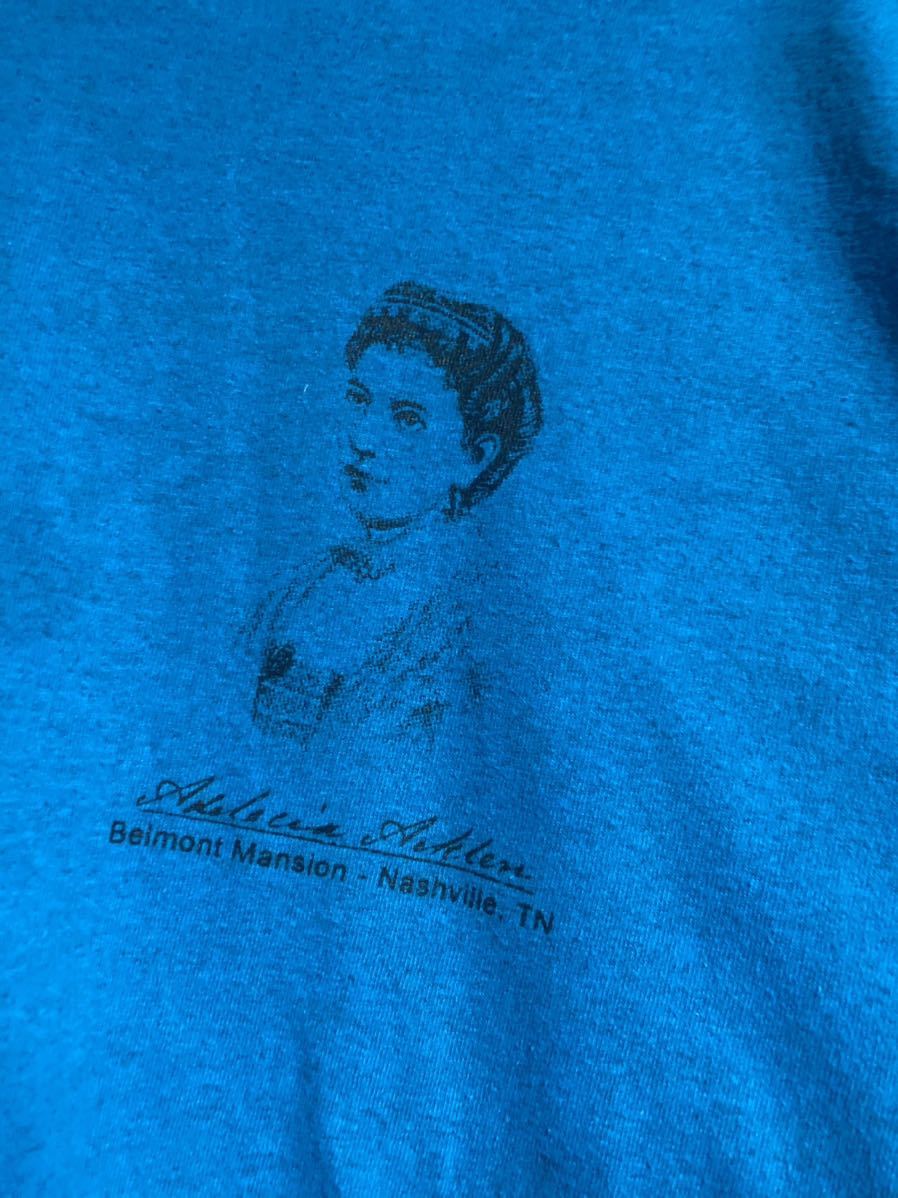 Adelicia Acklen
Belmont Mansion - Nashville, TN